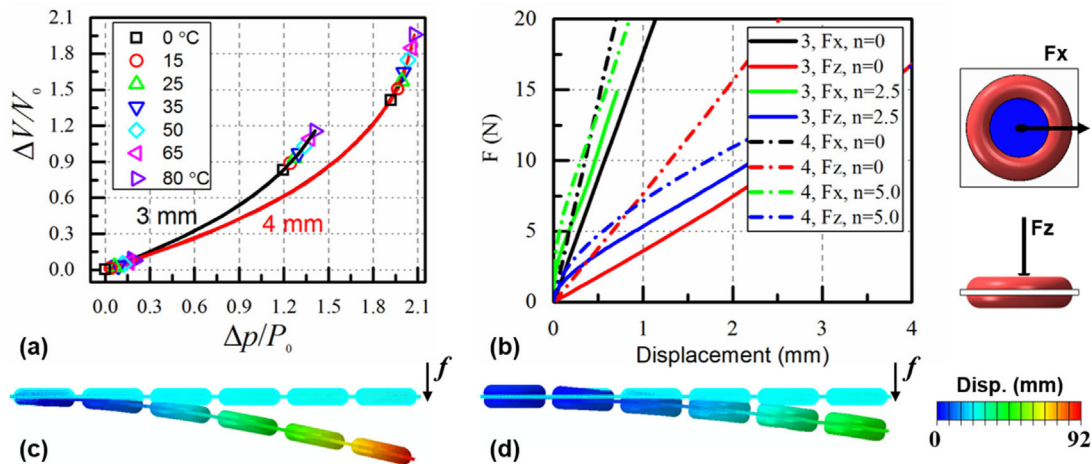 2.1
1.8
1.5
1.2
0.9
0.6
0.3
0.0
ΔV/V₀
0 °C
15
25
35
50
65
80 °C
3 mm
4 mm
0.0 0.3 0.6 0.9 1.2 1.5 1.8 2.1
Δp/P₀
(a)
20
15
10
5
0
F (N)
3, Fx, n=0
3, Fz, n=0
3, Fx, n=2.5
3, Fz, n=2.5
4, Fx, n=0
4, Fz, n=0
4, Fx, n=5.0
4, Fz, n=5.0
0 1 2 3 4
Displacement (mm)
(b)
Fx
Fz
f
(c)
f
(d)
Disp. (mm)
0 92